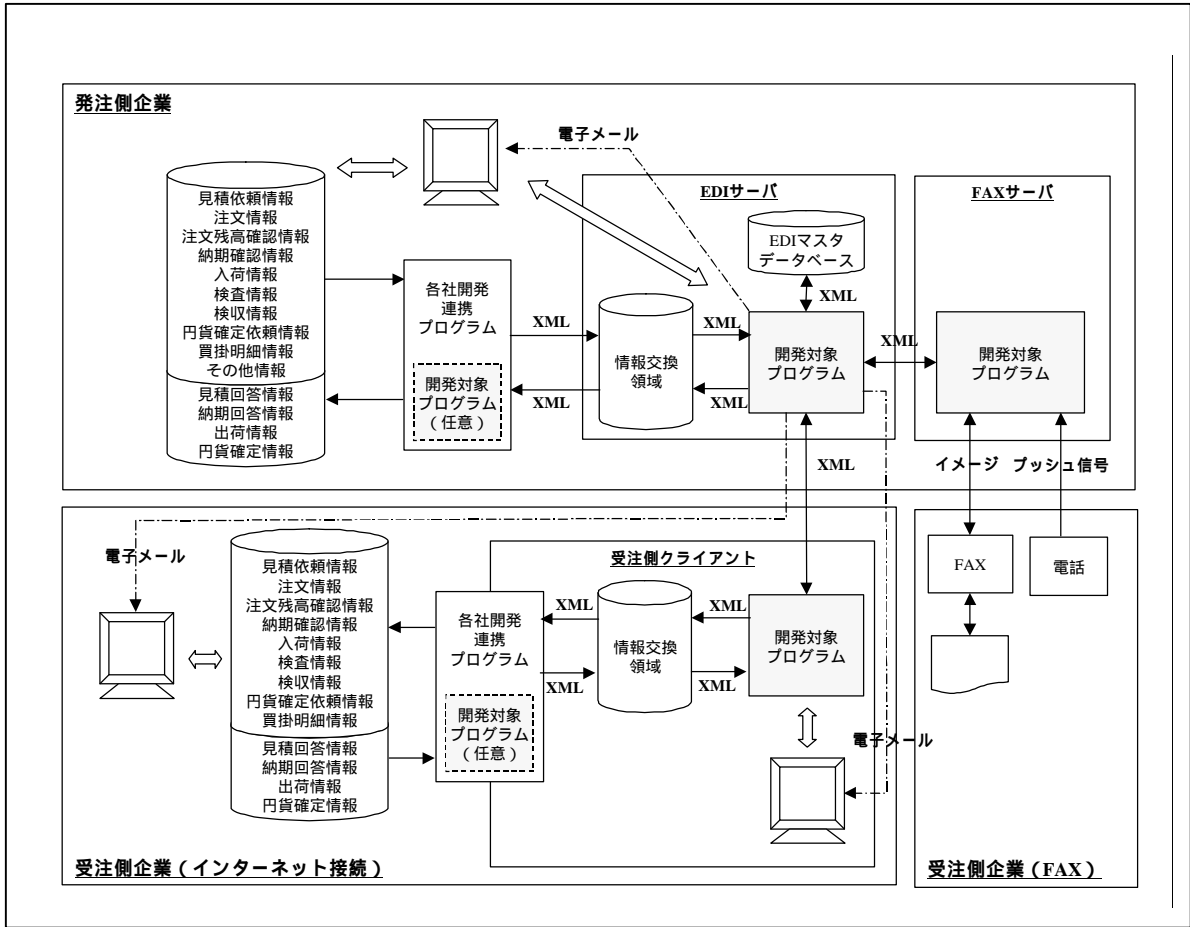 発注側企業
電子メール
見積依頼情報
注文情報
注文残高確認情報
納期確認情報
入荷情報
検査情報
検収情報
円貨確定依頼情報
買掛明細情報
その他情報
見積回答情報
納期回答情報
出荷情報
円貨確定情報
各社開発
連携
プログラム
開発対象
プログラム
（任意）
XML
XML
EDIサーバ
EDIマスタ
データベース
XML
情報交換
領域
XML
XML
開発対象
プログラム
XML
FAXサーバ
開発対象
プログラム
XML
イメージ
プッシュ信号
電子メール
見積依頼情報
注文情報
注文残高確認情報
納期確認情報
入荷情報
検査情報
検収情報
円貨確定依頼情報
買掛明細情報
見積回答情報
納期回答情報
出荷情報
円貨確定情報
受注側クライアント
各社開発
連携
プログラム
開発対象
プログラム
（任意）
XML
XML
情報交換
領域
XML
XML
開発対象
プログラム
電子メール
FAX
電話
受注側企業（インターネット接続）
受注側企業（FAX）